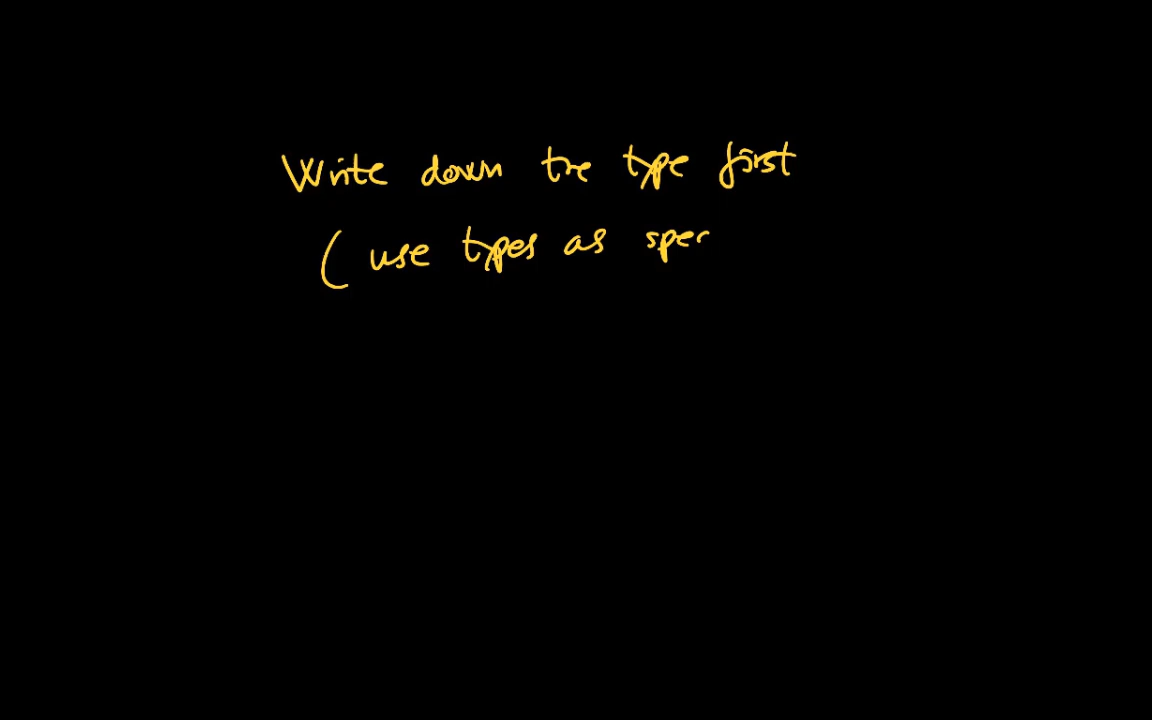 Write down the type first
( use types as spec